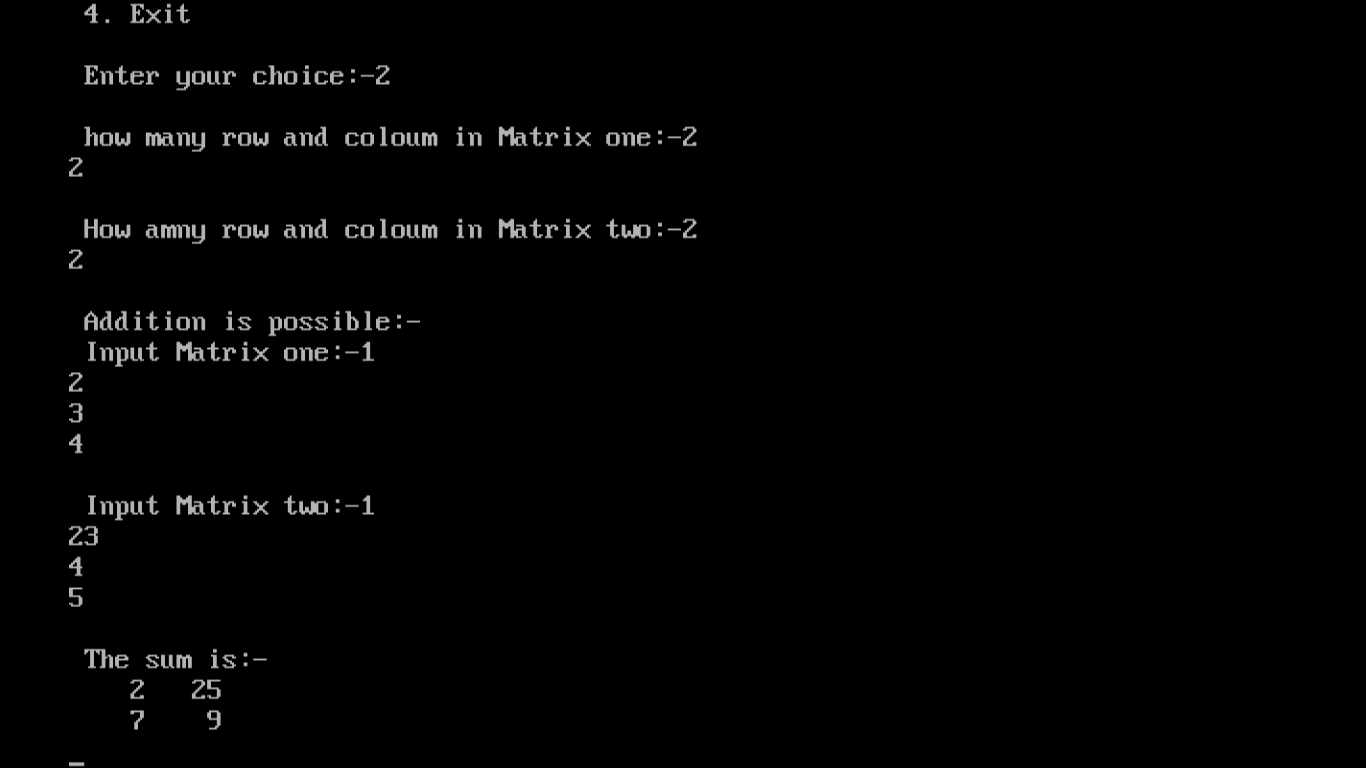 4. Exit
Enter your choice:-2
how many row and coloum in Matrix one:-2
2
How amny row and coloum in Matrix two:-2
2
Addition is possible:-
Input Matrix one:-1
2
3
4
Input Matrix two:-1
23
4
5
The sum is:-
2 25
7 9
_